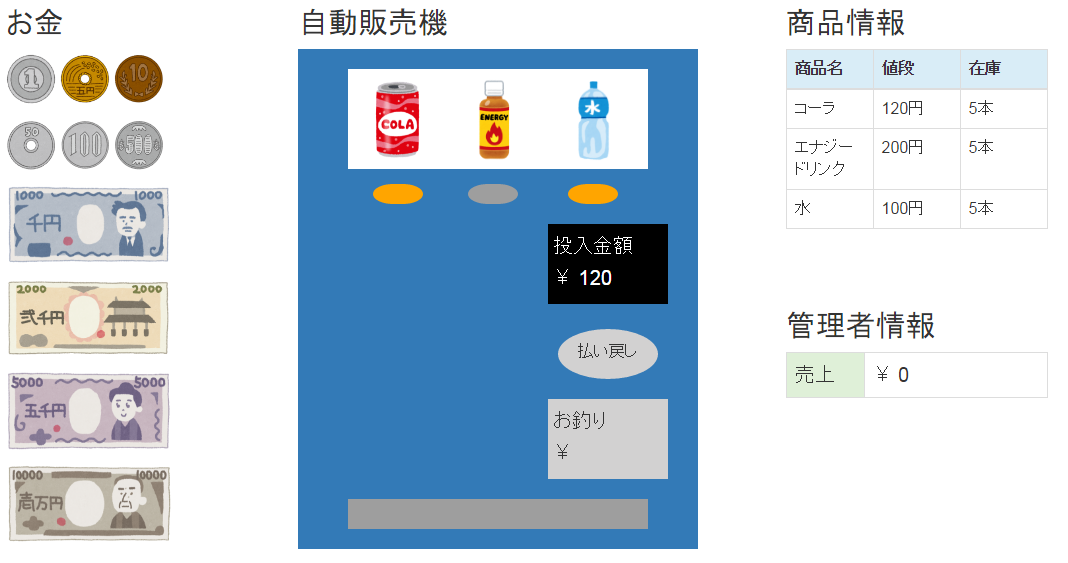 お金
1
五円
10
50
100
500
1000 1000
千円
2000 2000
弐千円
5000 5000
五千円
10000 10000
壱万円
自動販売機
COLA
ENERGY
水
投入金額
¥ 120
払い戻し
お釣り
¥
商品情報
商品名 値段 在庫
コーラ 120円 5本
エナジー 200円 5本
ドリンク
水 100円 5本
管理者情報
売上 ¥ 0